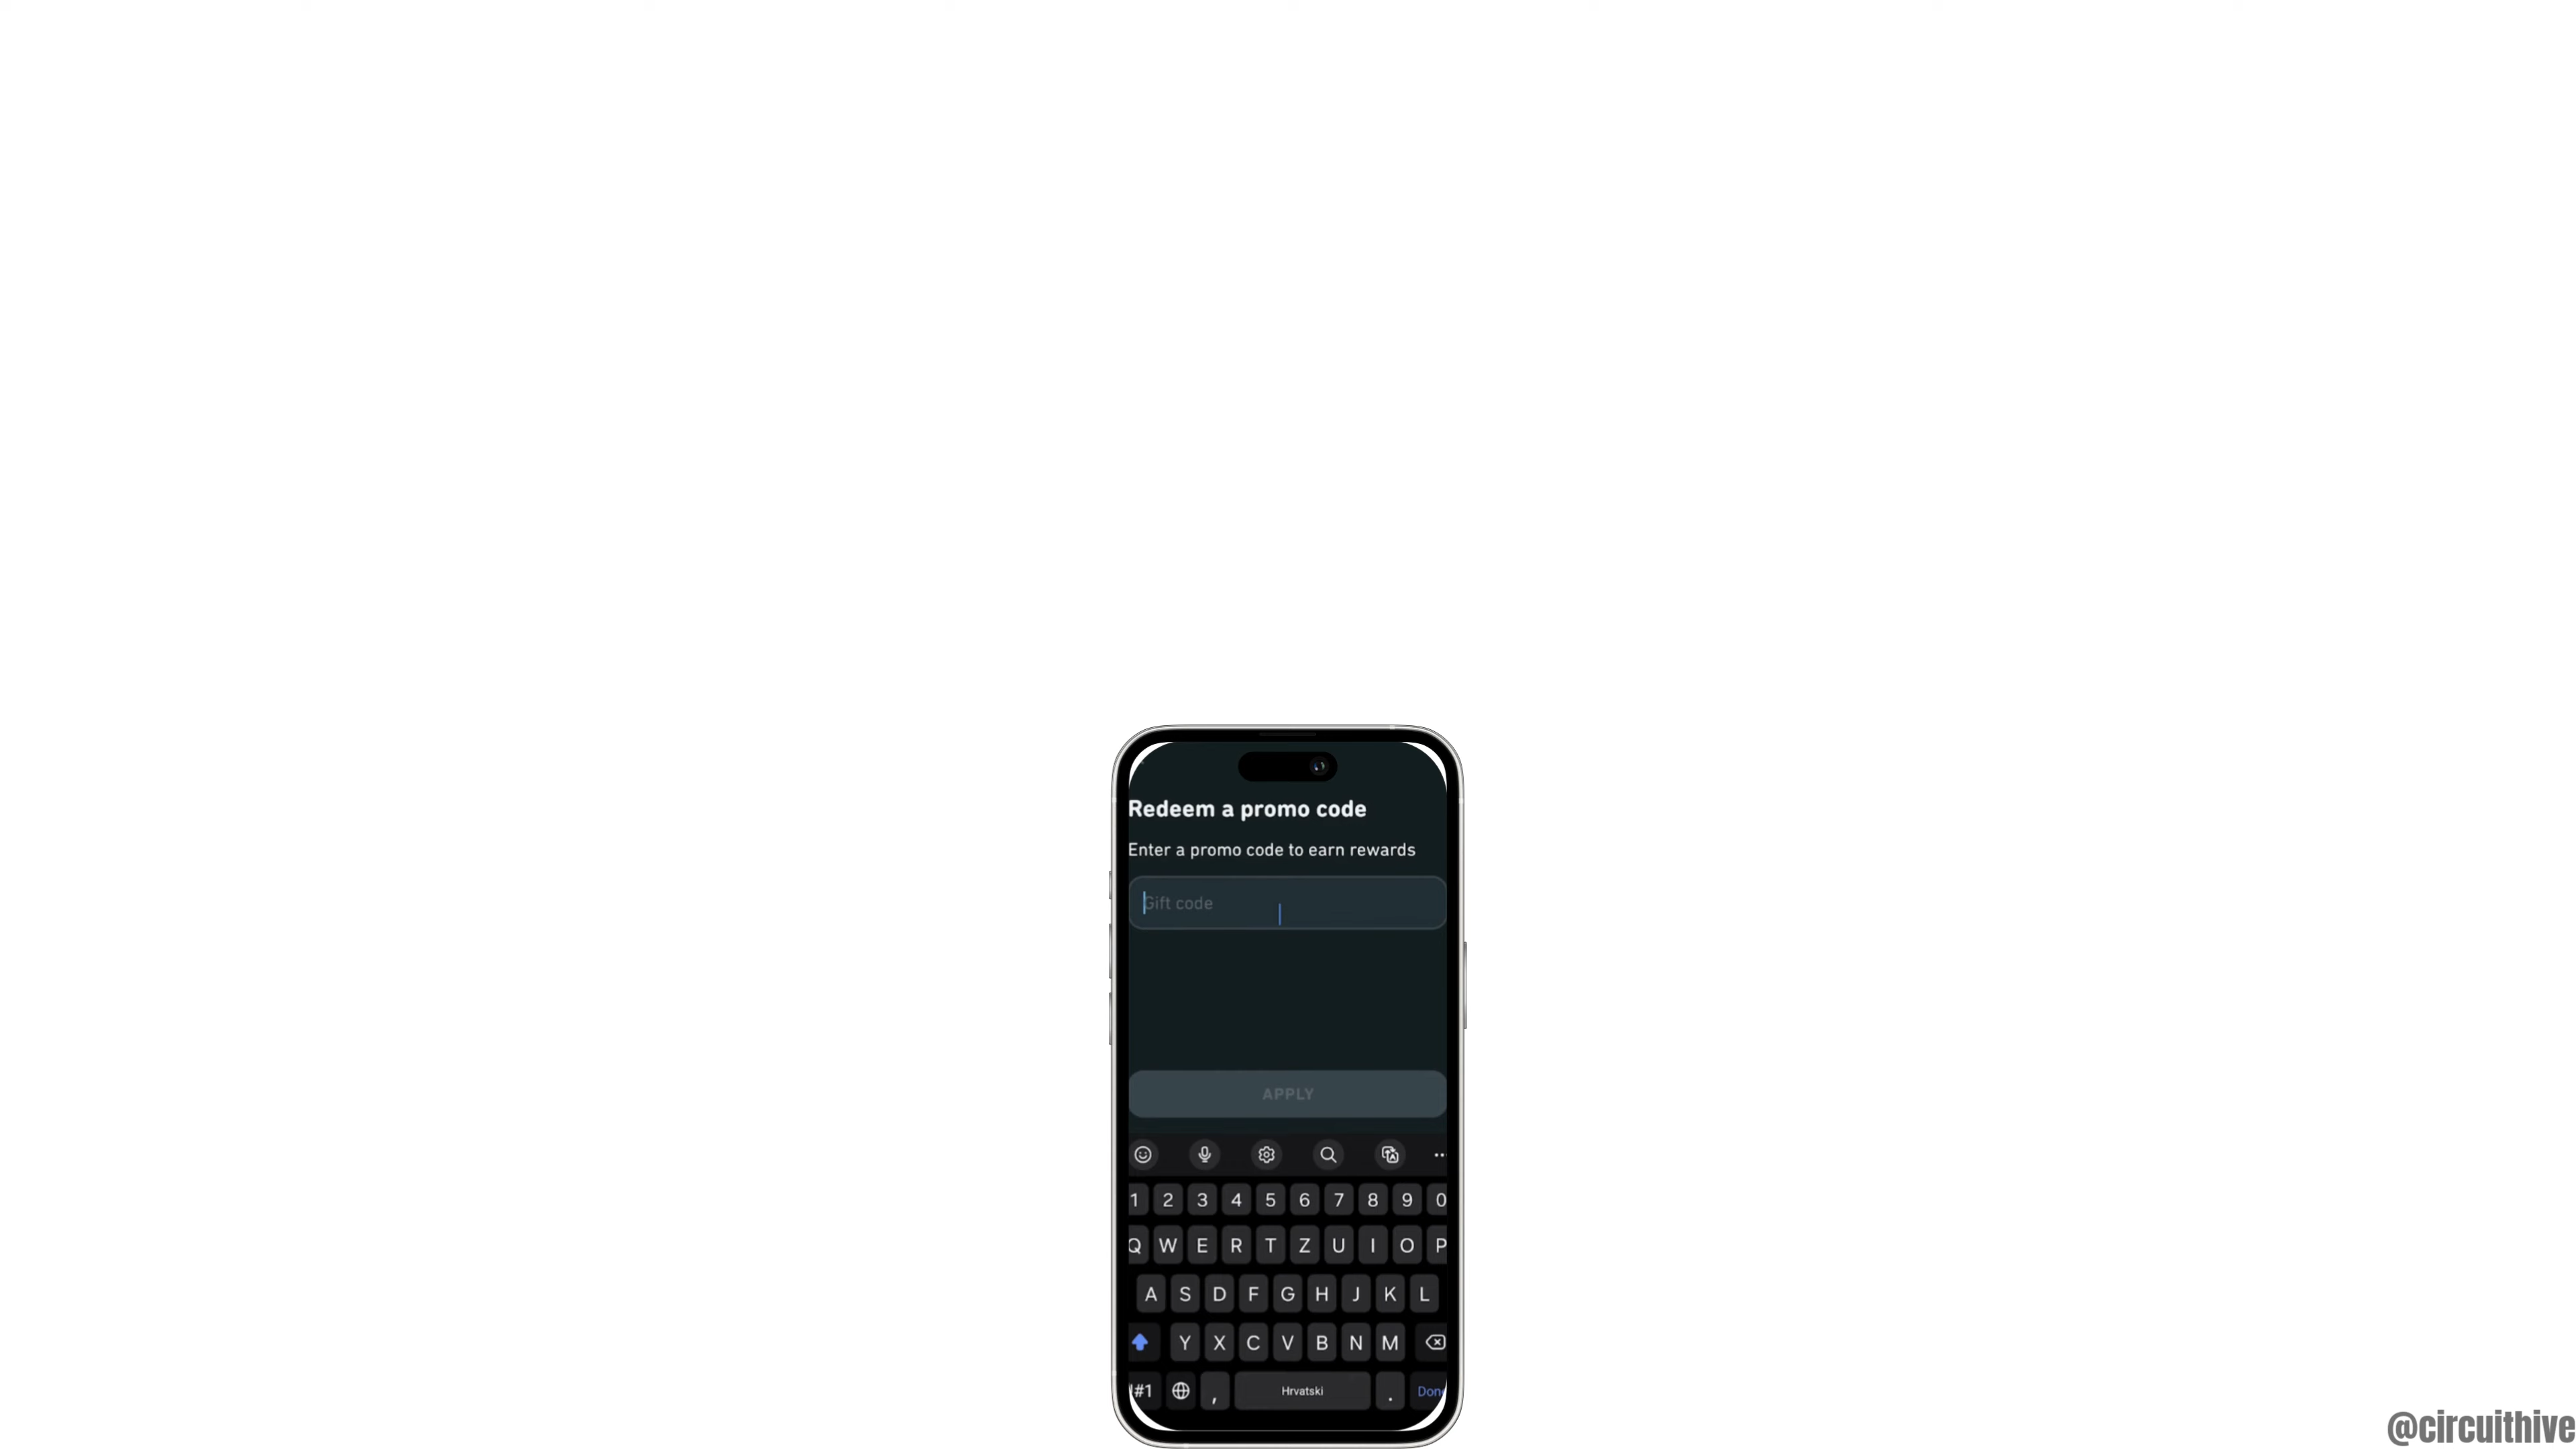 Redeem a promo code
Enter a promo code to earn rewards
Gift code
APPLY
1 2 3 4 5 6 7 8 9 0
Q W E R T Z U I O P
A S D F G H J K L
Y X C V B N M
!#1 , Hrvatski . Done
@circuithive